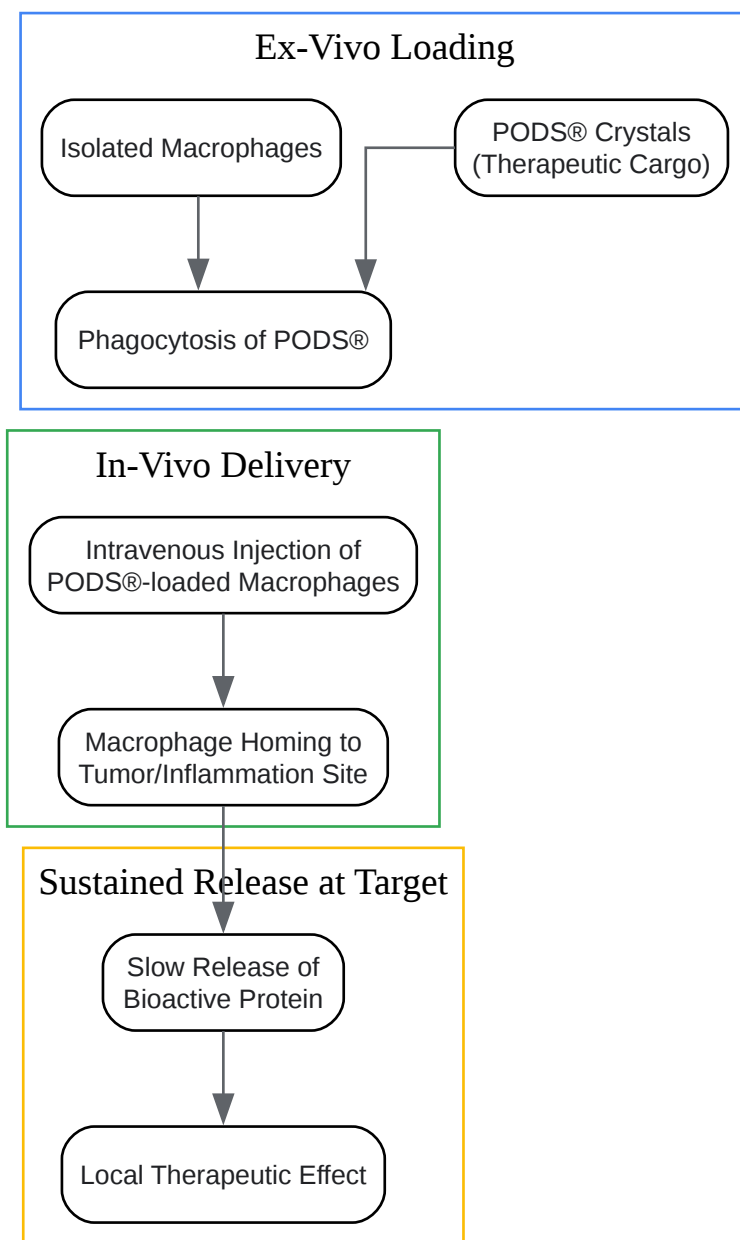 Ex-Vivo Loading
Isolated Macrophages
PODS® Crystals
(Therapeutic Cargo)
Phagocytosis of PODS®
In-Vivo Delivery
Intravenous Injection of
PODS®-loaded Macrophages
Macrophage Homing to
Tumor/Inflammation Site
Sustained Release at Target
Slow Release of
Bioactive Protein
Local Therapeutic Effect